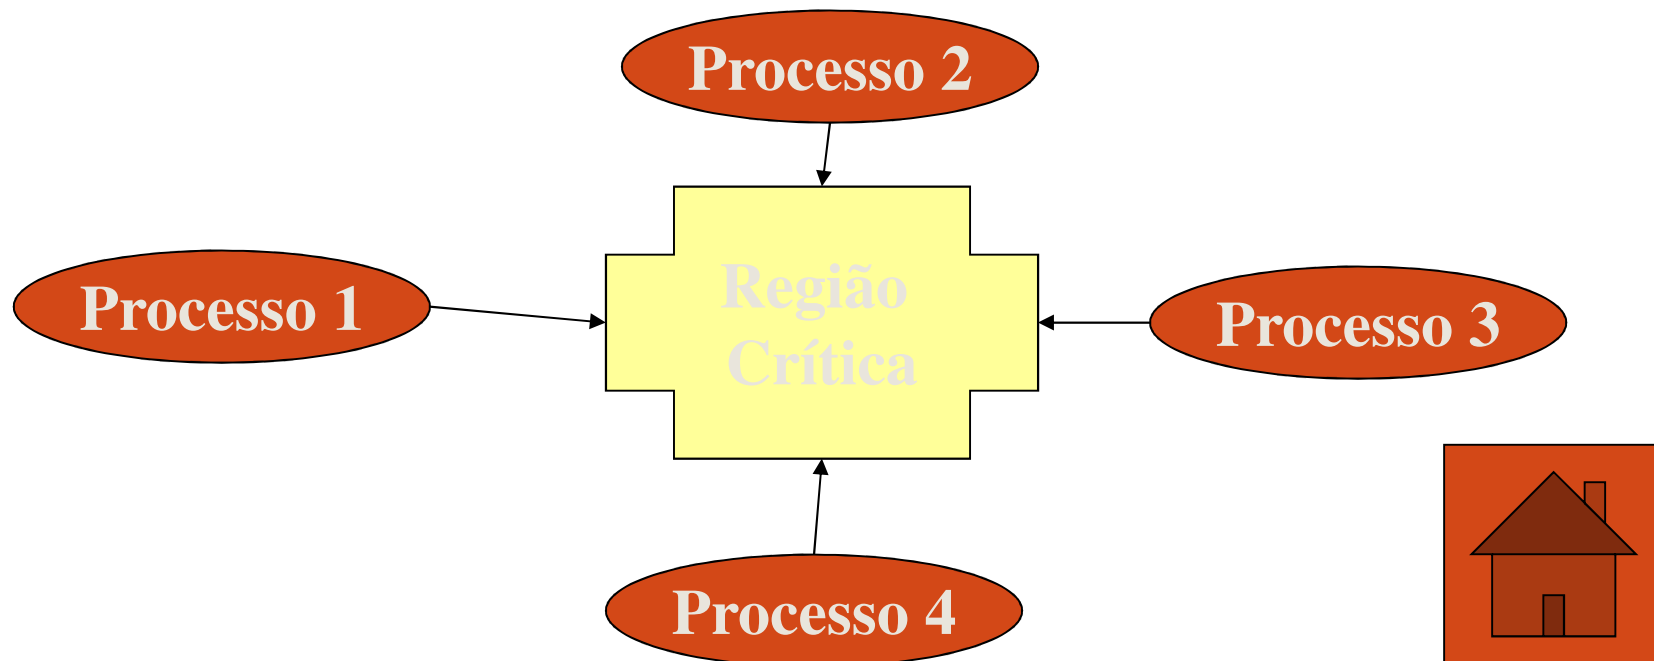 Processo 2
Processo 1
Região
Crítica
Processo 3
Processo 4